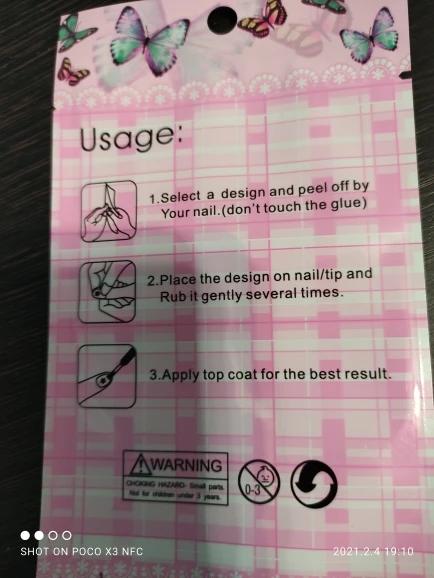 Usage:
1.Select a design and peel off by
Your nail.(don't touch the glue)
2.Place the design on nail/tip and
Rub it gently several times.
3.Apply top coat for the best result.
WARNING
CHOKING HAZARD- Small parts.
Not for children under 3 years.
0-3
SHOT ON POCO X3 NFC
2021.2.4 19:10